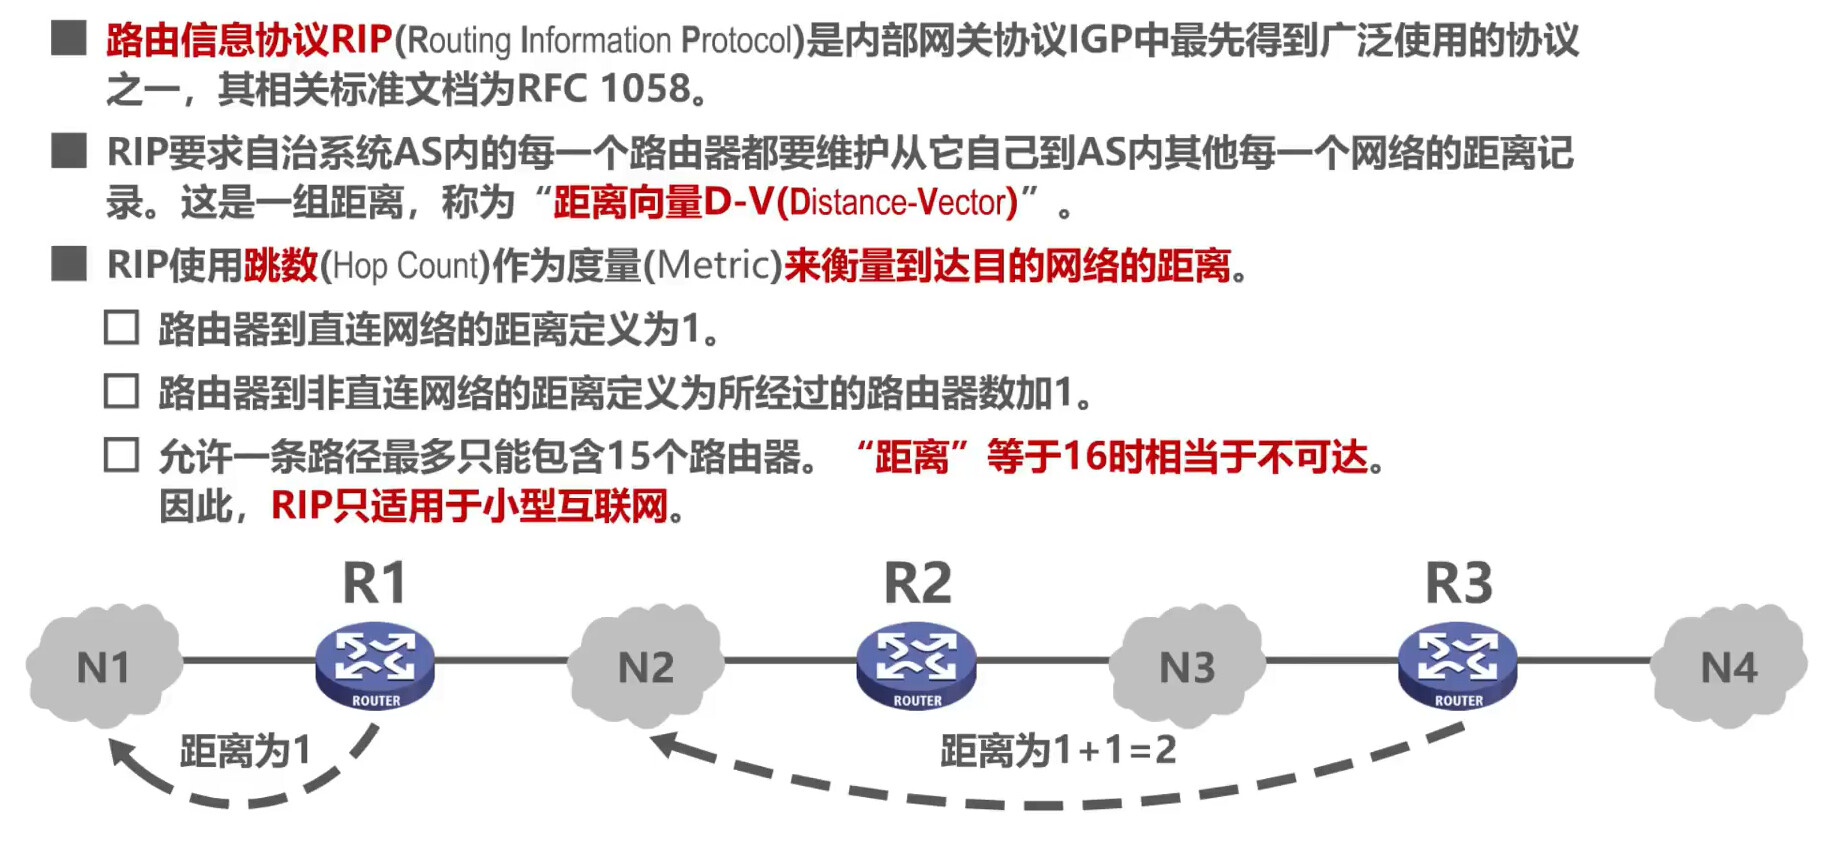 路由信息协议RIP(Routing Information Protocol)是内部网关协议IGP中最先得到广泛使用的协议
之一，其相关标准文档为RFC 1058。
RIP要求自治系统AS内的每一个路由器都要维护从它自己到AS内其他每一个网络的距离记
录。这是一组距离，称为“距离向量D-V(Distance-Vector)”。
RIP使用跳数(Hop Count)作为度量(Metric)来衡量到达目的网络的距离。
路由器到直连网络的距离定义为1。
路由器到非直连网络的距离定义为所经过的路由器数加1。
允许一条路径最多只能包含15个路由器。“距离”等于16时相当于不可达。
因此，RIP只适用于小型互联网。
R1 R2 R3
N1 N2 N3 N4
ROUTER ROUTER ROUTER
距离为1 距离为1+1=2